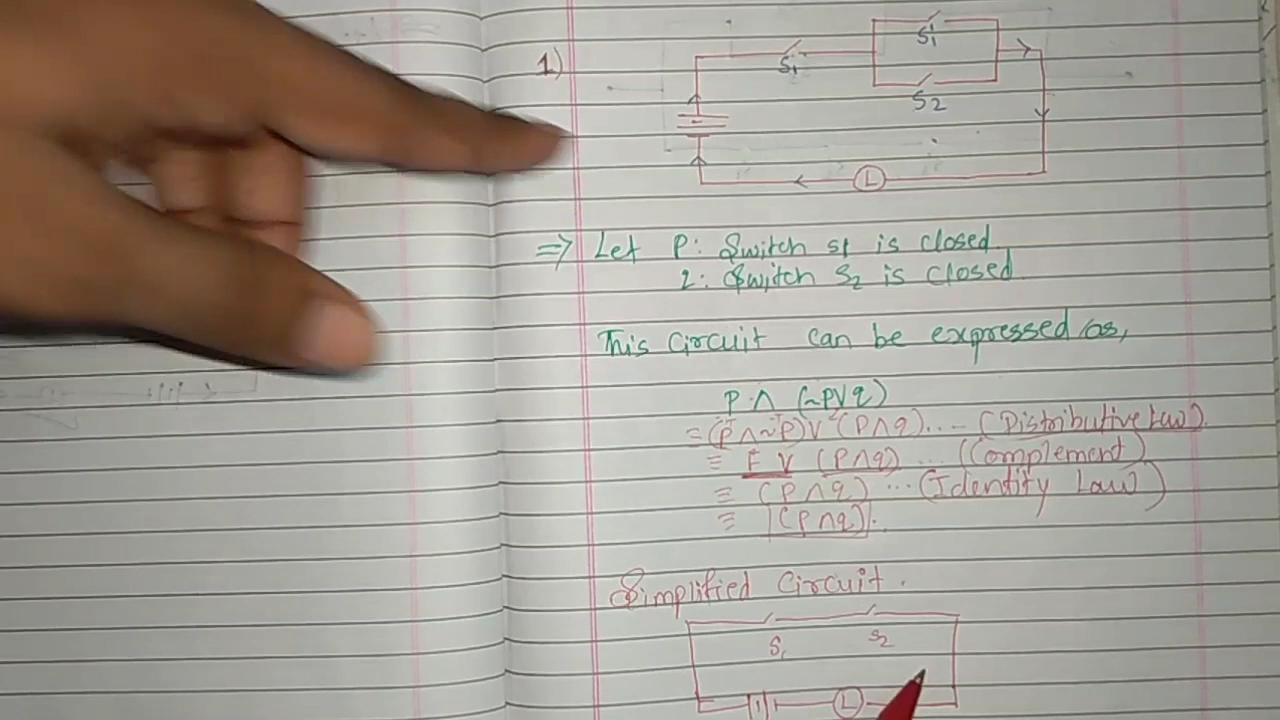 1)
S₁
S₁'
S₂
L
⇒ Let P: Switch S1 is closed.
q: Switch S₂ is closed.
This Circuit can be expressed as,
P ∧ (~P∨q)
≡ (P∧~P)∨(P∧q).... (Distributive Law)
≡ F ∨ (P∧q) ... (Complement)
≡ (P∧q) ... (Identity Law)
≡ (P∧q).
Simplified Circuit.
S₁ S₂
L